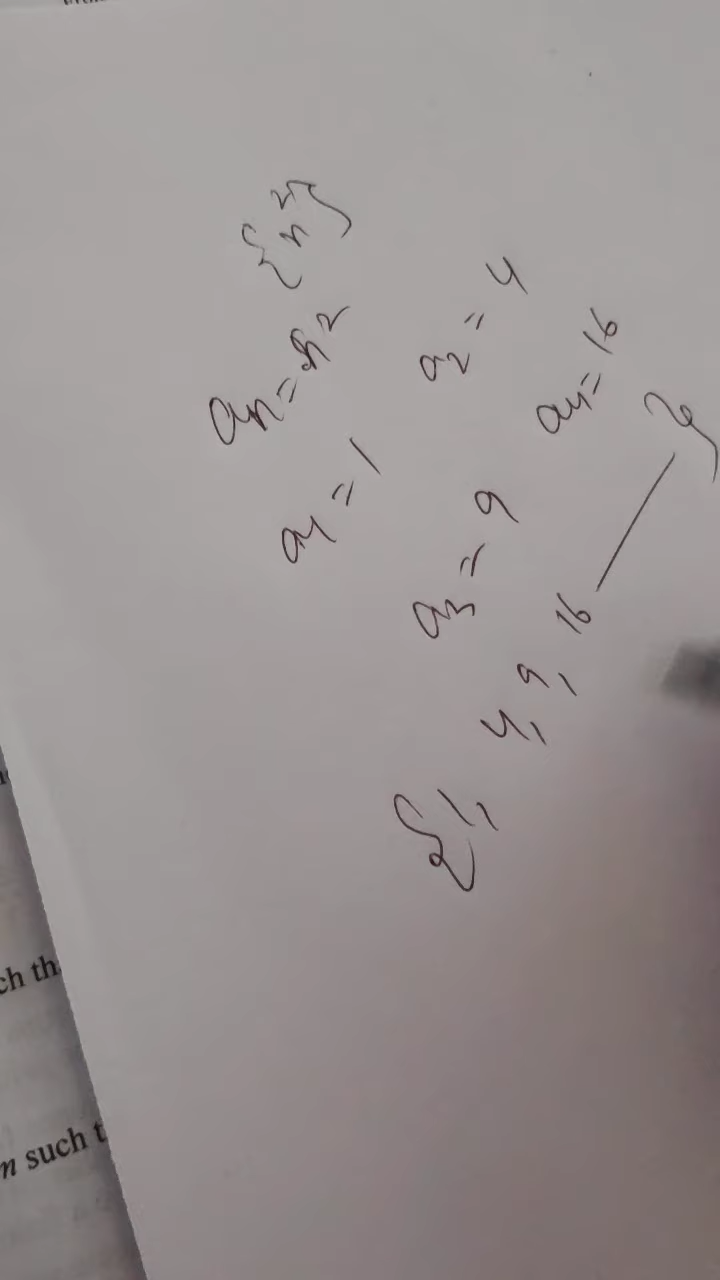 {n²}
aₙ = n²
a₁ = 1 a₂ = 4
a₃ = 9 a₄ = 16
{1, 4, 9, 16 — }
ch th
n such t